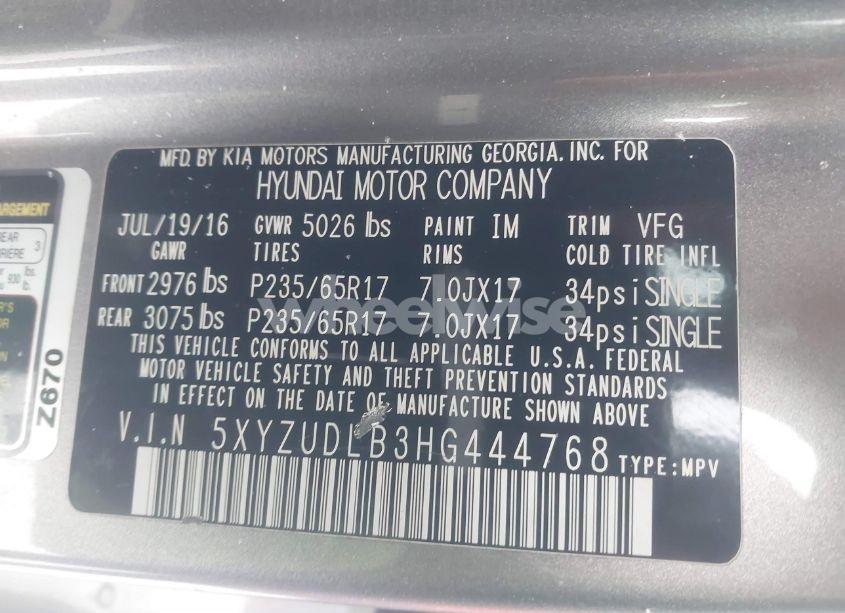 MFD. BY KIA MOTORS MANUFACTURING GEORGIA. INC. FOR
HYUNDAI MOTOR COMPANY
JUL/19/16 GVWR 5026 lbs PAINT IM TRIM VFG
GAWR TIRES RIMS COLD TIRE INFL
FRONT 2976 lbs P235/65R17 7.0JX17 34psi SINGLE
REAR 3075 lbs P235/65R17 7.0JX17 34psi SINGLE
THIS VEHICLE CONFORMS TO ALL APPLICABLE U.S.A. FEDERAL
MOTOR VEHICLE SAFETY AND THEFT PREVENTION STANDARDS
IN EFFECT ON THE DATE OF MANUFACTURE SHOWN ABOVE
V.I.N 5XYZUDLB3HG444768 TYPE:MPV
Z670
3
930 lbs.